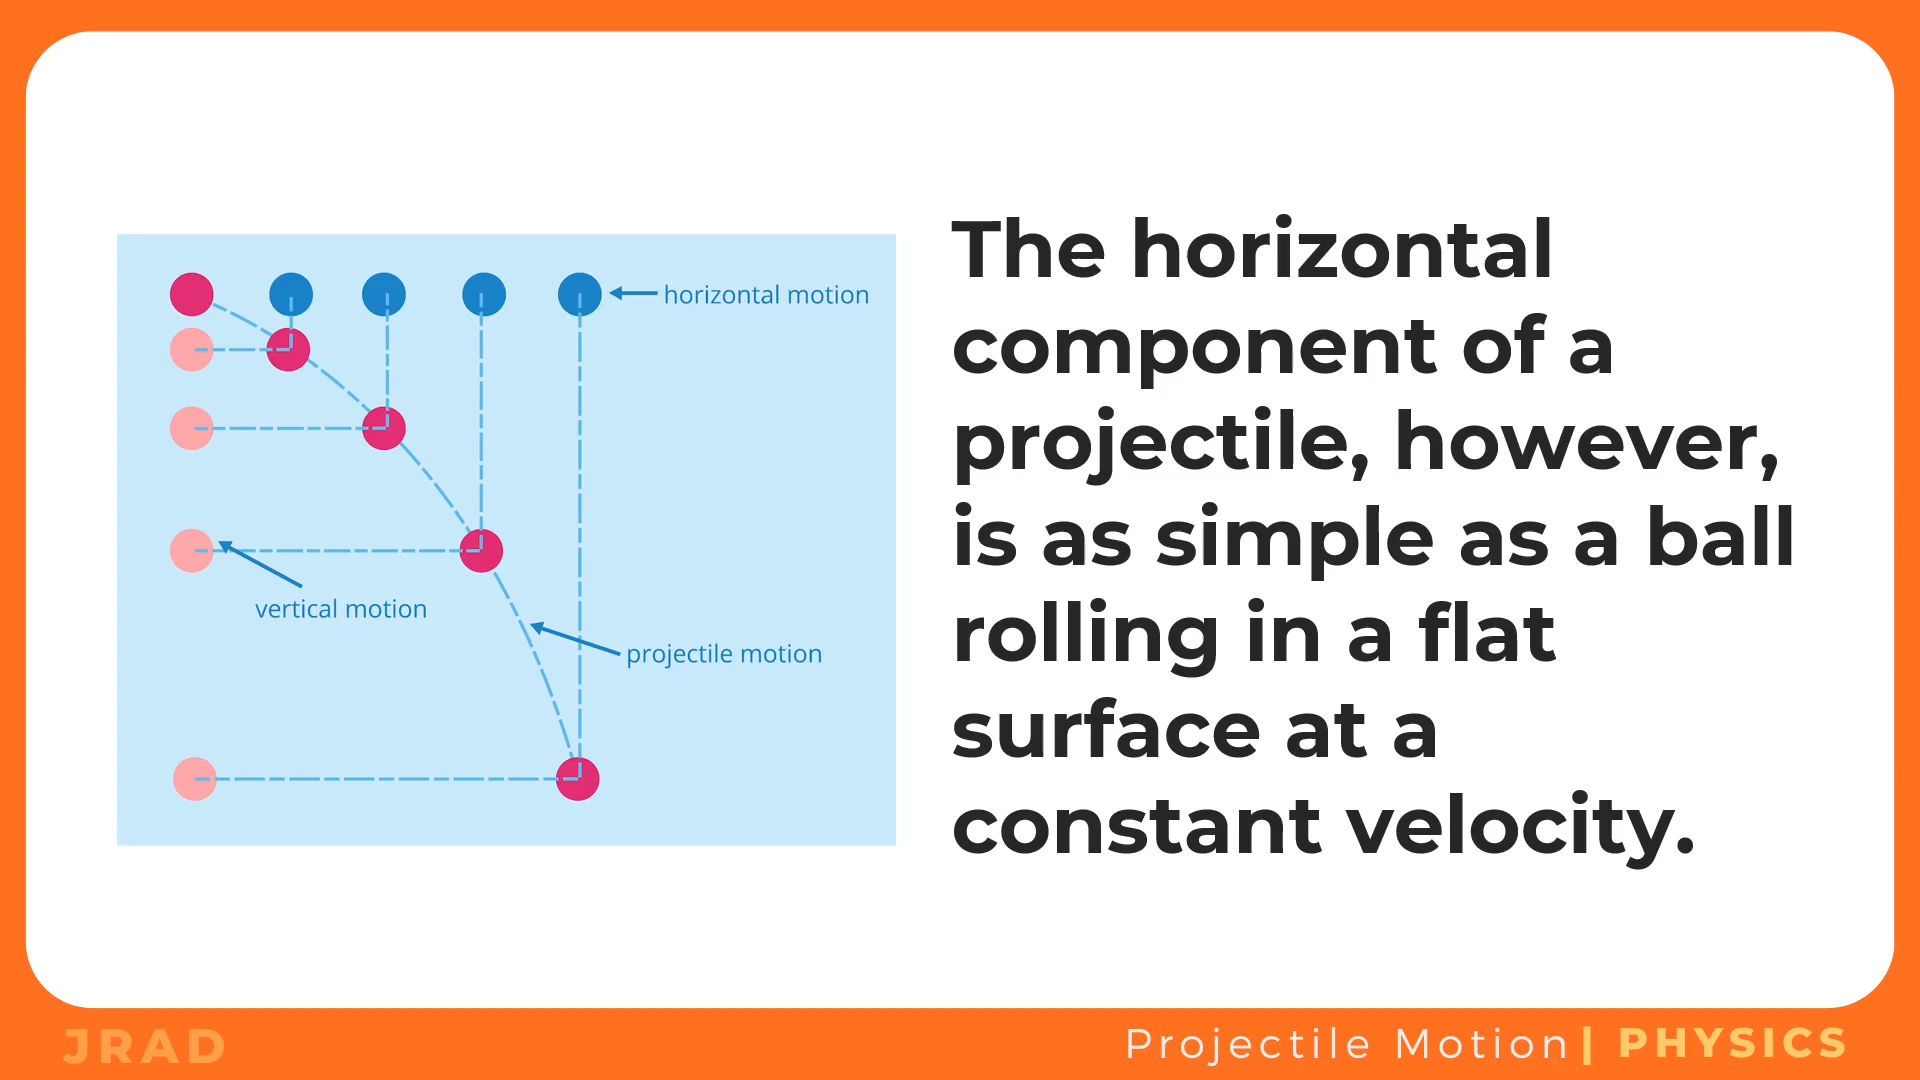 horizontal motion
vertical motion
projectile motion
The horizontal
component of a
projectile, however,
is as simple as a ball
rolling in a flat
surface at a
constant velocity.
JRAD
Projectile Motion | PHYSICS